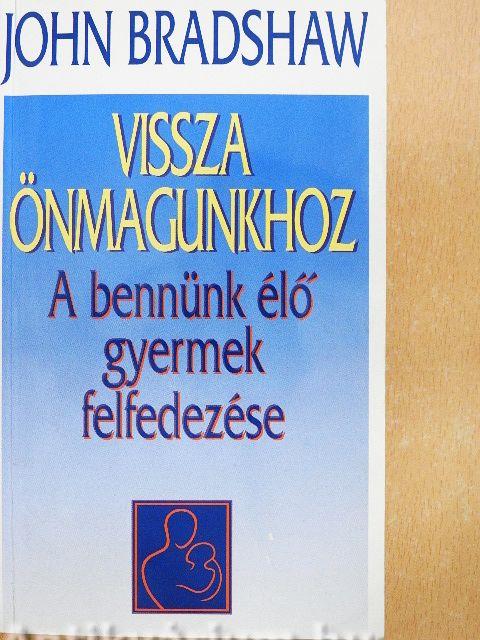 JOHN BRADSHAW
VISSZA
ÖNMAGUNKHOZ
A bennünk élő
gyermek
felfedezése